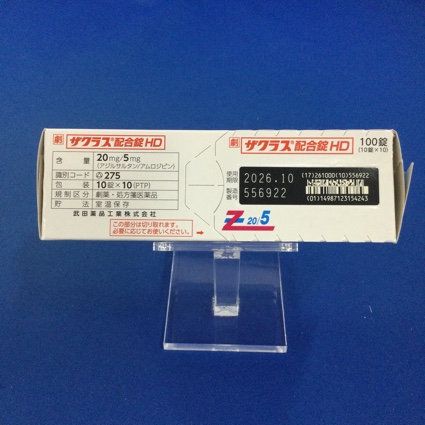 劇 ザクラス®配合錠HD
含量 20mg/5mg
(アジルサルタン/アムロジピン)
識別コード 275
包装 10錠×10(PTP)
規制区分 劇薬・処方箋医薬品
貯法 室温保存
武田薬品工業株式会社
この部分は切り取れます。
必要に応じてお使いください。
劇 ザクラス®配合錠HD 100錠
(10錠×10)
使用期限 2026.10
製造番号 556922
(17)261000(10)556922
(01)14987123154243
Z 20/5